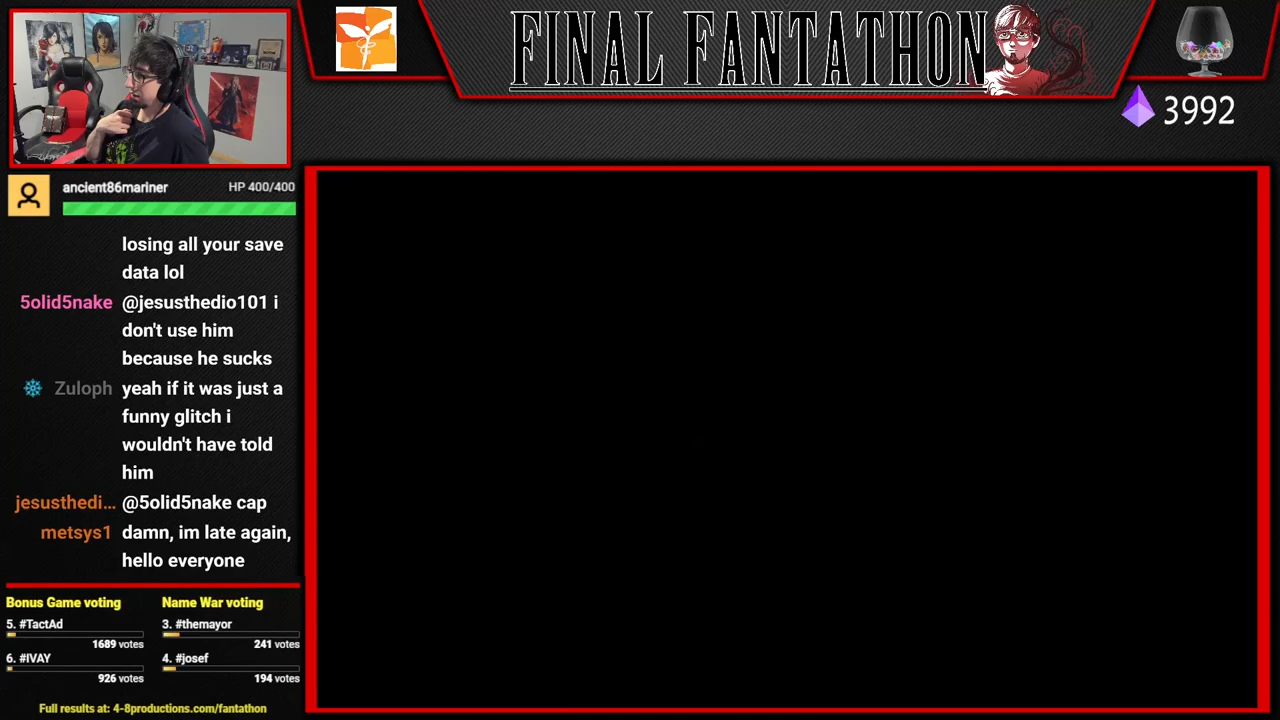 FINAL FANTATHON
3992
ancient86mariner HP 400/400
losing all your save
data lol
5olid5nake @jesusthedio101 i
don't use him
because he sucks
Zuloph yeah if it was just a
funny glitch i
wouldn't have told
him
jesusthedi... @5olid5nake cap
metsys1 damn, im late again,
hello everyone
Bonus Game voting
5. #TactAd
1689 votes
6. #IVAY
926 votes
Name War voting
3. #themayor
241 votes
4. #josef
194 votes
Full results at: 4-8productions.com/fantathon